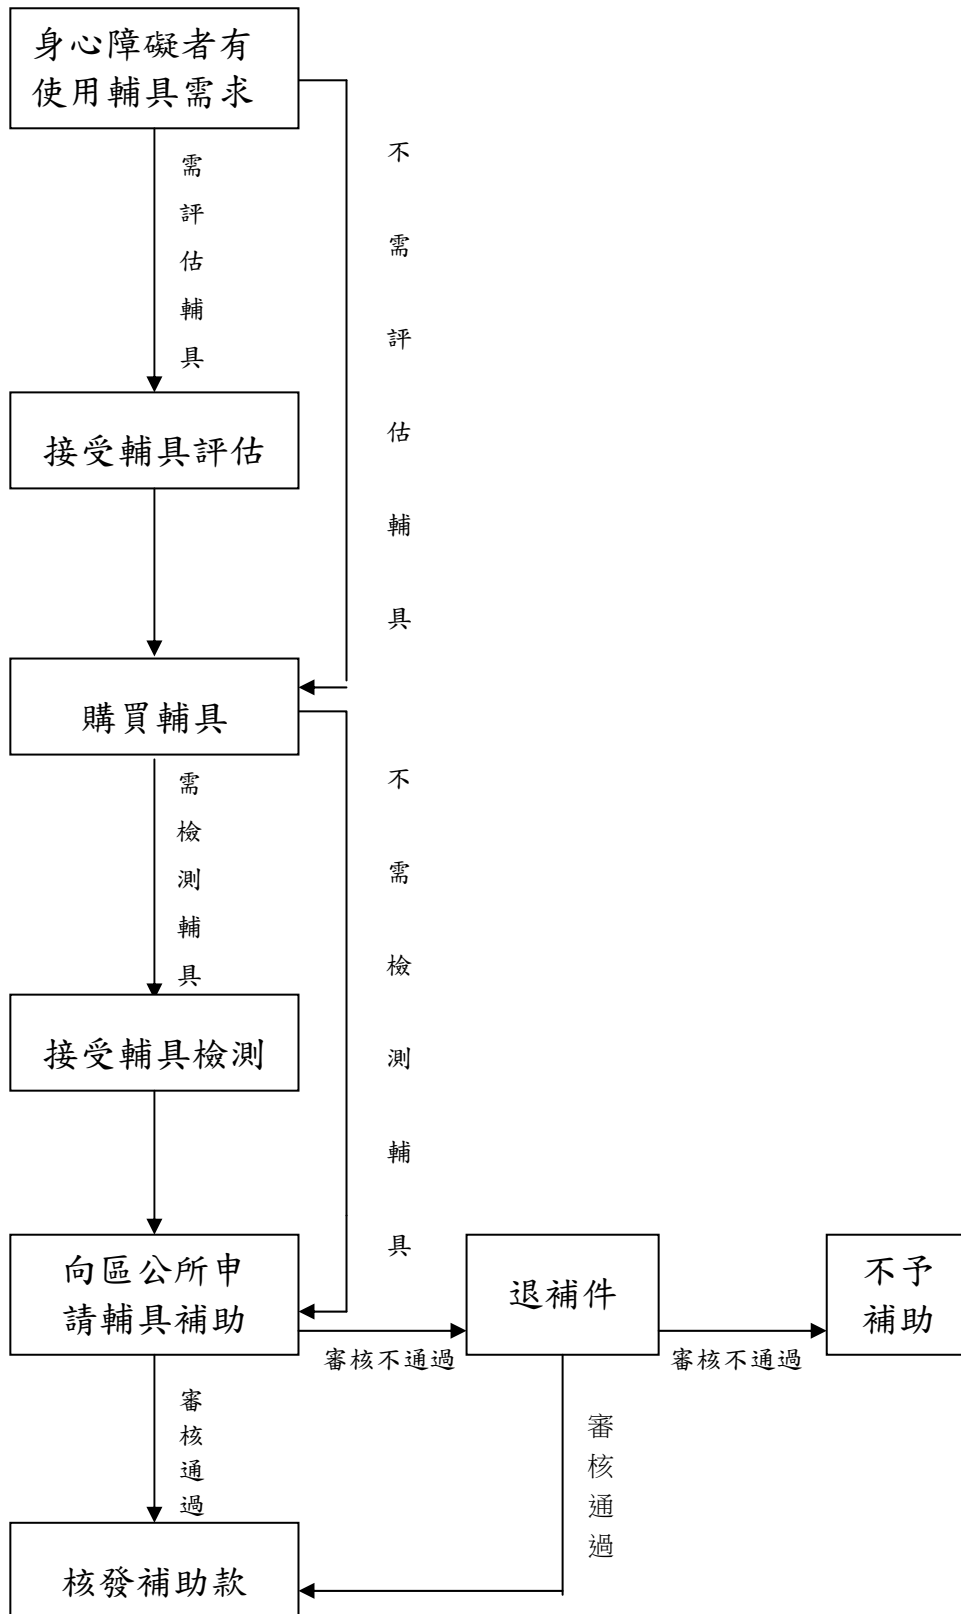 身心障礙者有
使用輔具需求
需評估輔具
不需評估輔具
接受輔具評估
購買輔具
需檢測輔具
不需檢測輔具
接受輔具檢測
向區公所申
請輔具補助
審核不通過
退補件
審核不通過
不予
補助
審核通過
審核通過
核發補助款